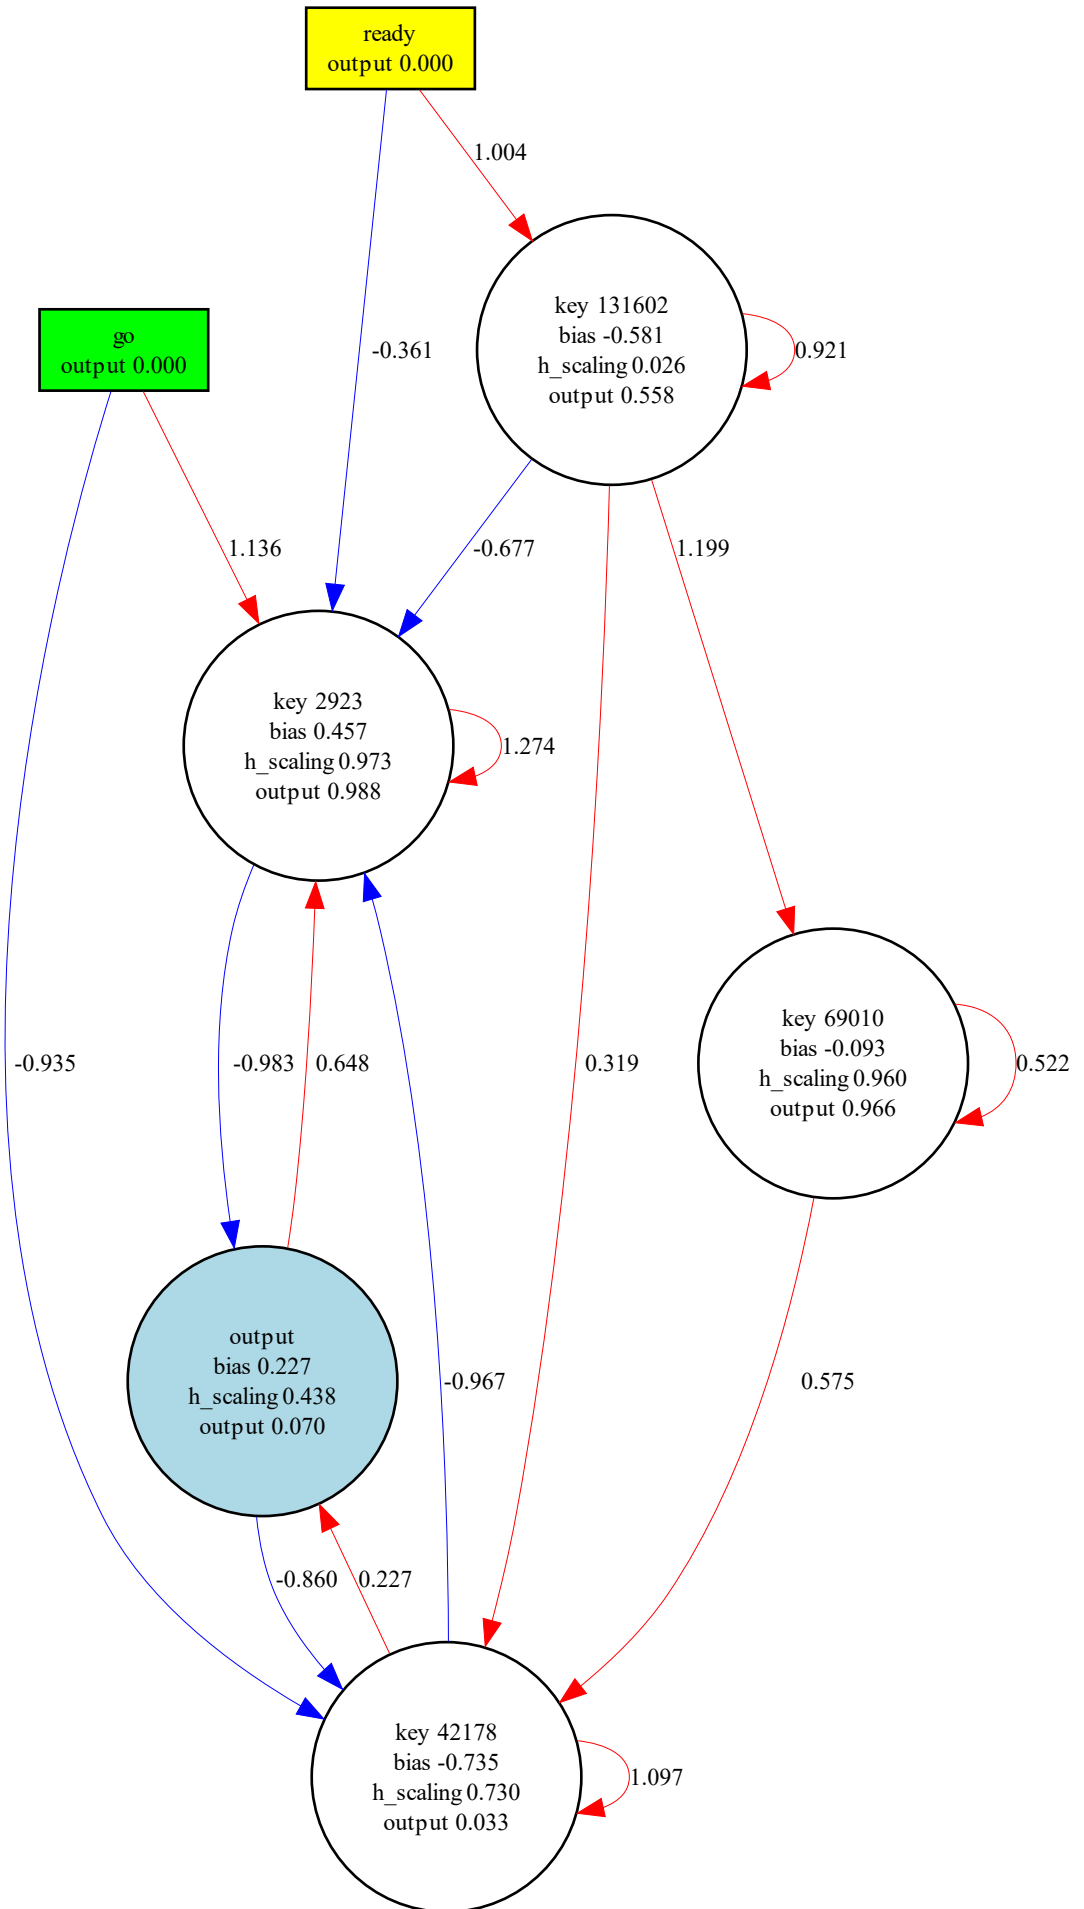 ready
output 0.000
1.004
key 131602
bias -0.581
h_scaling 0.026
output 0.558
0.921
go
output 0.000
-0.361
1.136
-0.677
1.199
key 2923
bias 0.457
h_scaling 0.973
output 0.988
1.274
key 69010
bias -0.093
h_scaling 0.960
output 0.966
0.522
-0.935
-0.983
0.648
0.319
output
bias 0.227
h_scaling 0.438
output 0.070
-0.967
0.575
-0.860
0.227
key 42178
bias -0.735
h_scaling 0.730
output 0.033
1.097